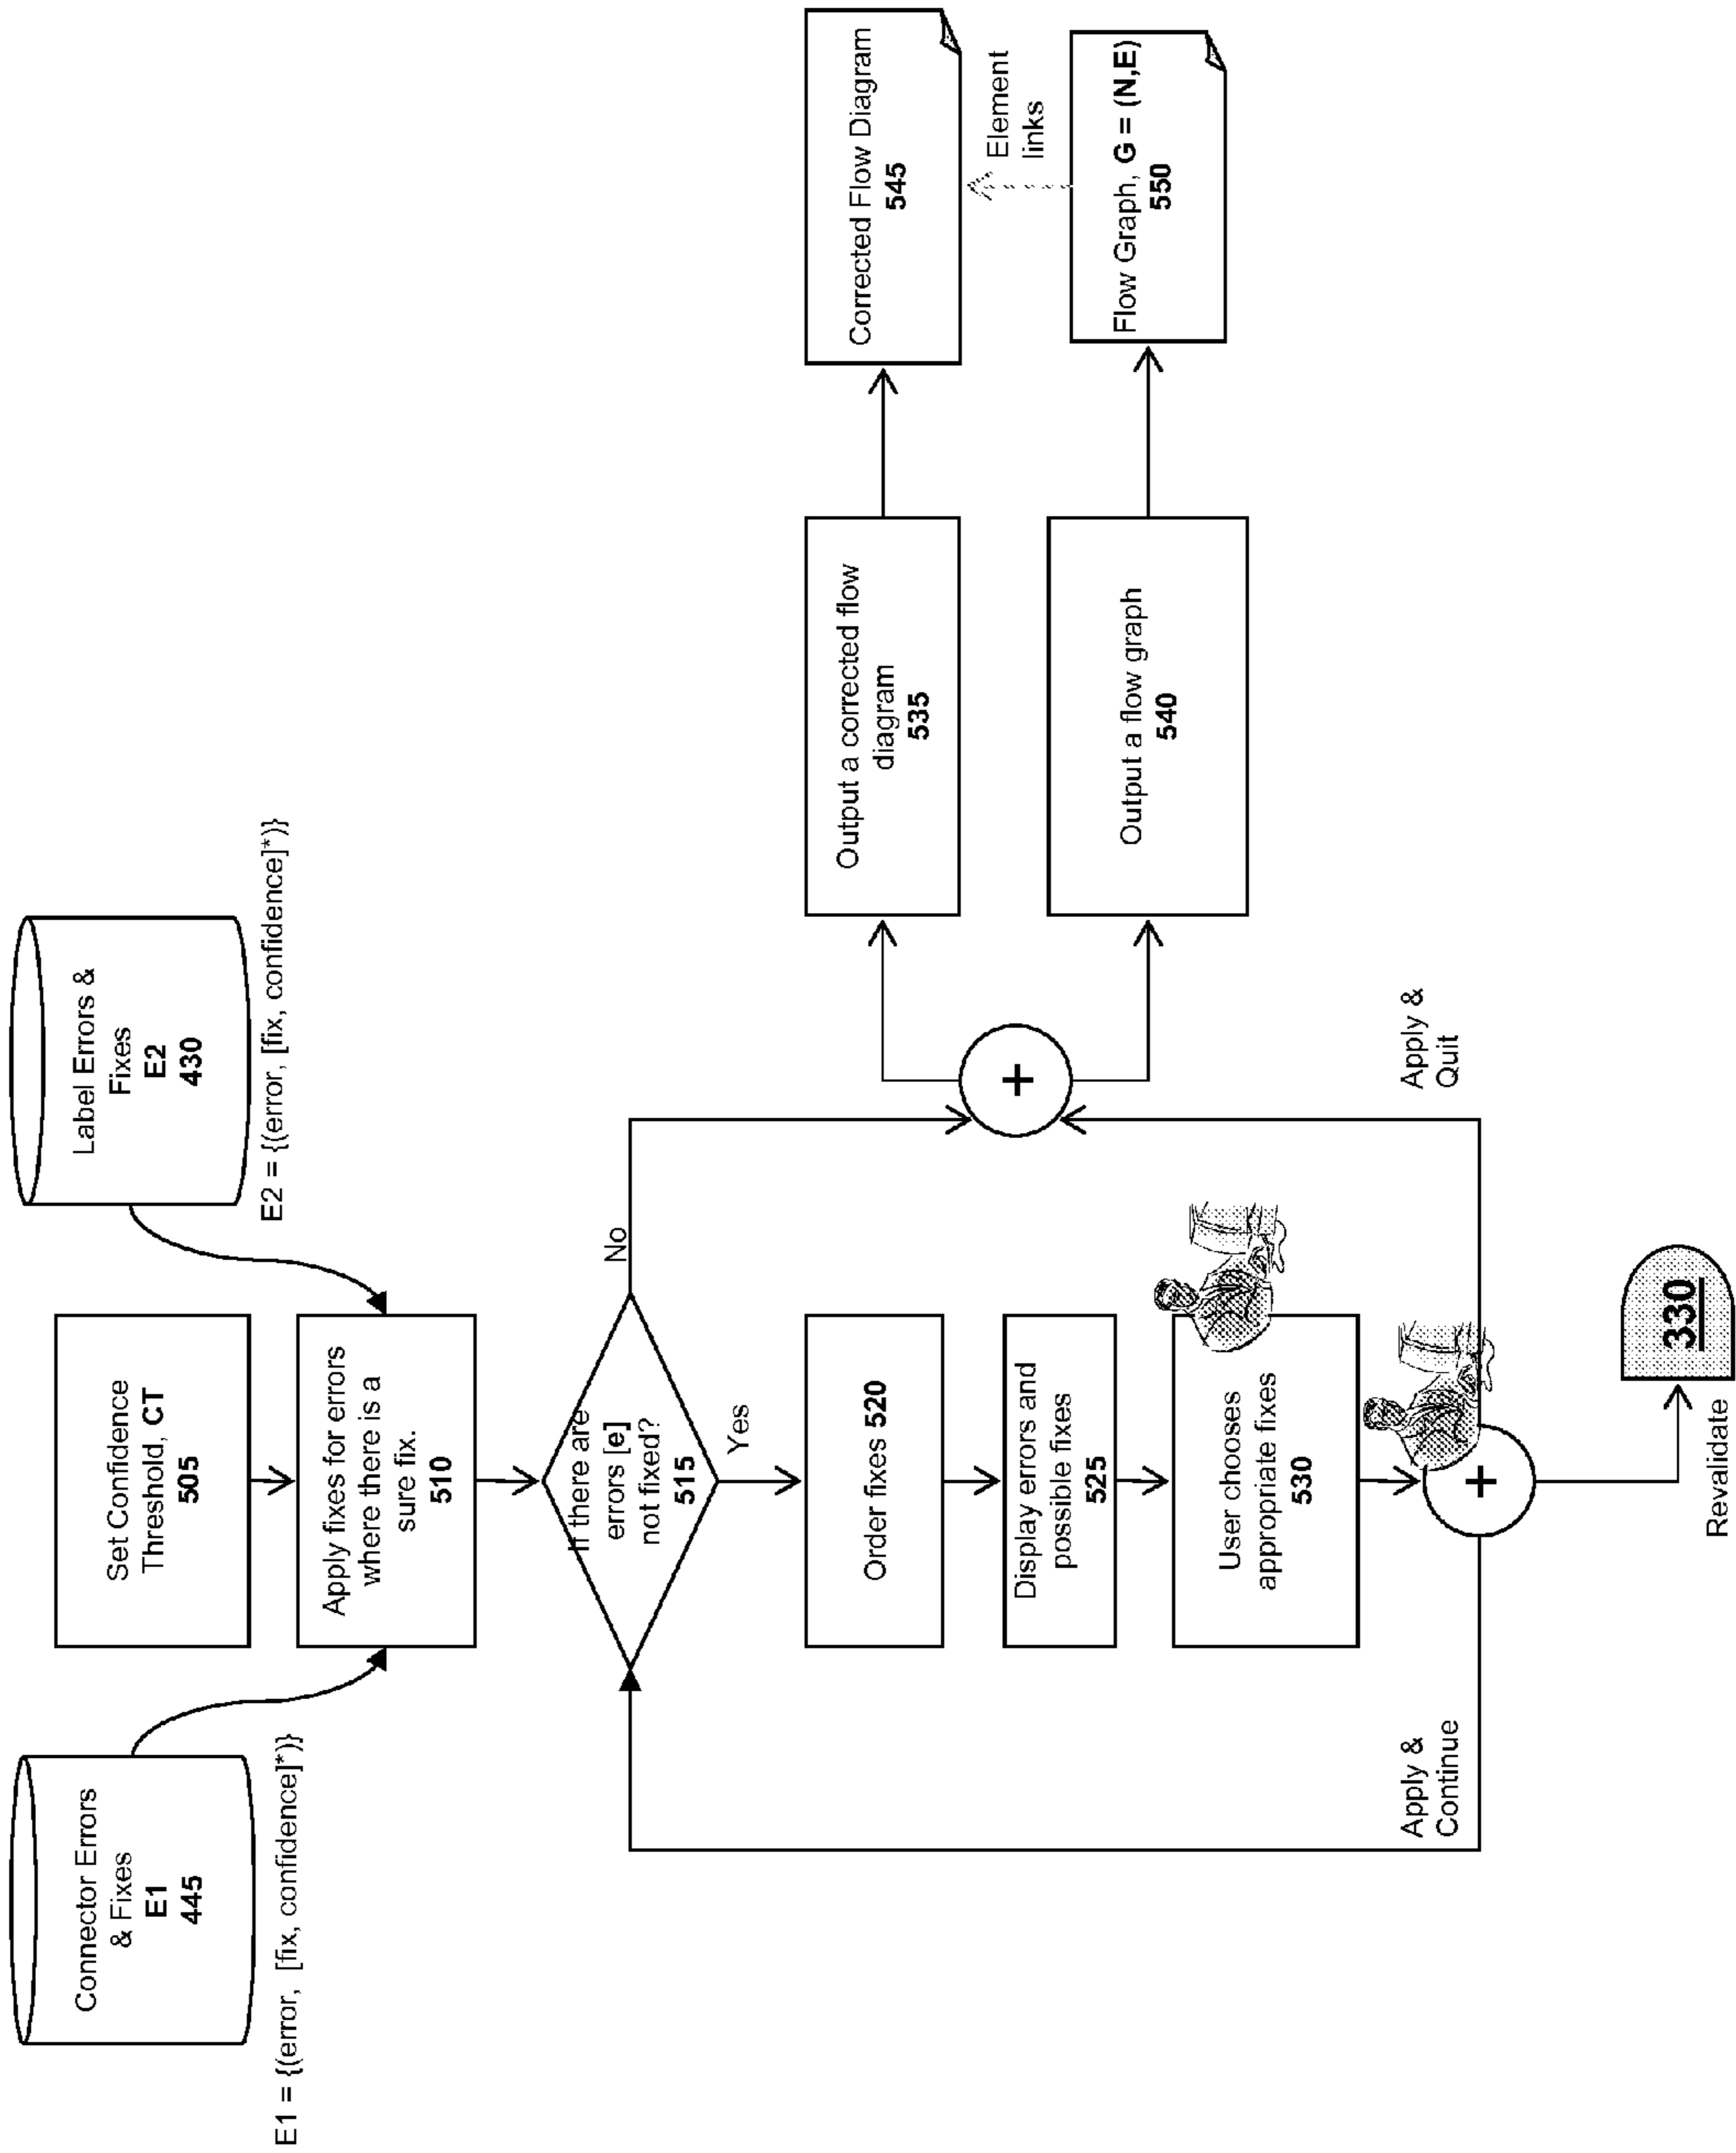 Connector Errors
& Fixes
E1
445
E1 = {(error, [fix, confidence]*)}
Set Confidence
Threshold, CT
505
Label Errors &
Fixes
E2
430
E2 = {(error, [fix, confidence]*)}
Apply fixes for errors
where there is a
sure fix.
510
If there are
errors [e]
not fixed?
515
No
Yes
Order fixes 520
Display errors and
possible fixes
525
User chooses
appropriate fixes
530
+
Apply &
Continue
Apply &
Quit
Revalidate
330
+
Output a corrected flow
diagram
535
Output a flow graph
540
Corrected Flow Diagram
545
Element
links
Flow Graph, G = (N,E)
550